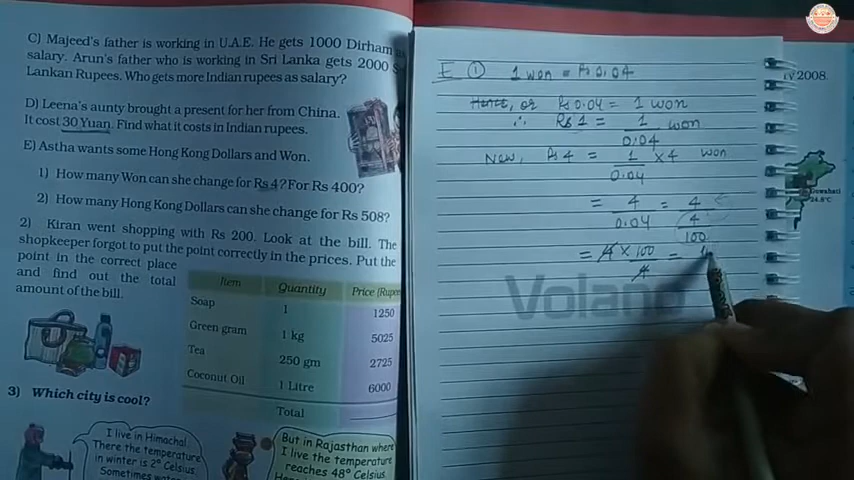 C) Majeed's father is working in U.A.E. He gets 1000 Dirham as
salary. Arun's father who is working in Sri Lanka gets 2000 S
Lankan Rupees. Who gets more Indian rupees as salary?
D) Leena's aunty brought a present for her from China.
It cost 30 Yuan. Find what it costs in Indian rupees.
E) Astha wants some Hong Kong Dollars and Won.
1) How many Won can she change for Rs 4? For Rs 400?
2) How many Hong Kong Dollars can she change for Rs 508?
2) Kiran went shopping with Rs 200. Look at the bill. The
shopkeeper forgot to put the point correctly in the prices. Put the
point in the correct place
and find out the total
amount of the bill.
Item Quantity Price (Rupe
Soap 1 1250
Green gram 1 kg 5025
Tea 250 gm 2725
Coconut Oil 1 Litre 6000
Total
3) Which city is cool?
I live in Himachal
There the temperature
in winter is 2° Celsius
Sometimes
But in Rajasthan where
I live the temperature
reaches 48° Celsius
E ① 1 won = Rs 0.04
Hence, or Rs 0.04 = 1 won
∴ Rs 1 = 1/0.04 won
Now, Rs 4 = 1/0.04 × 4 won
= 4/0.04 = 4/(4/100)
= 4 × 100/4 = 1
2008
Guwahati
Volano